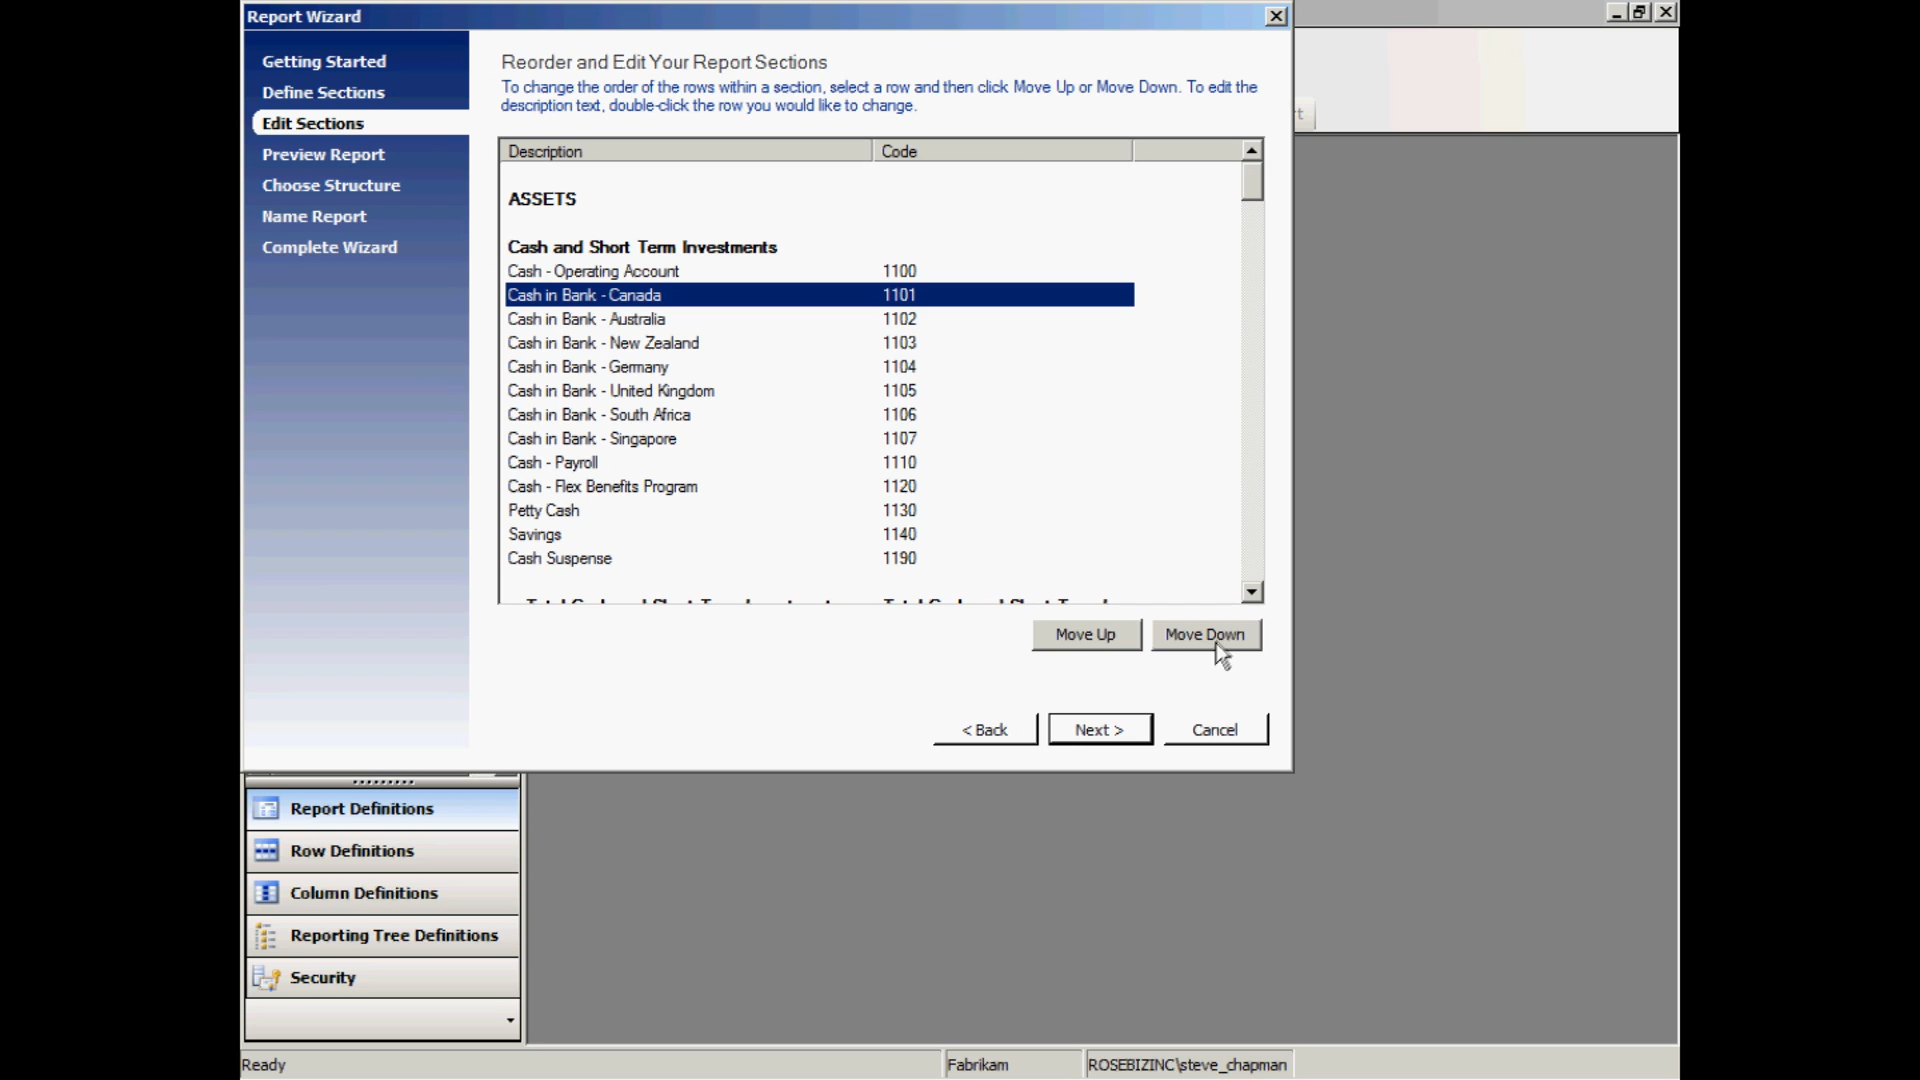 Report Wizard
Getting Started
Define Sections
Edit Sections
Preview Report
Choose Structure
Name Report
Complete Wizard
Reorder and Edit Your Report Sections
To change the order of the rows within a section, select a row and then click Move Up or Move Down. To edit the
description text, double-click the row you would like to change.
Description Code
ASSETS
Cash and Short Term Investments
Cash - Operating Account 1100
Cash in Bank - Canada 1101
Cash in Bank - Australia 1102
Cash in Bank - New Zealand 1103
Cash in Bank - Germany 1104
Cash in Bank - United Kingdom 1105
Cash in Bank - South Africa 1106
Cash in Bank - Singapore 1107
Cash - Payroll 1110
Cash - Flex Benefits Program 1120
Petty Cash 1130
Savings 1140
Cash Suspense 1190
Move Up Move Down
< Back Next > Cancel
Report Definitions
Row Definitions
Column Definitions
Reporting Tree Definitions
Security
Ready Fabrikam ROSEBIZINC\steve_chapman